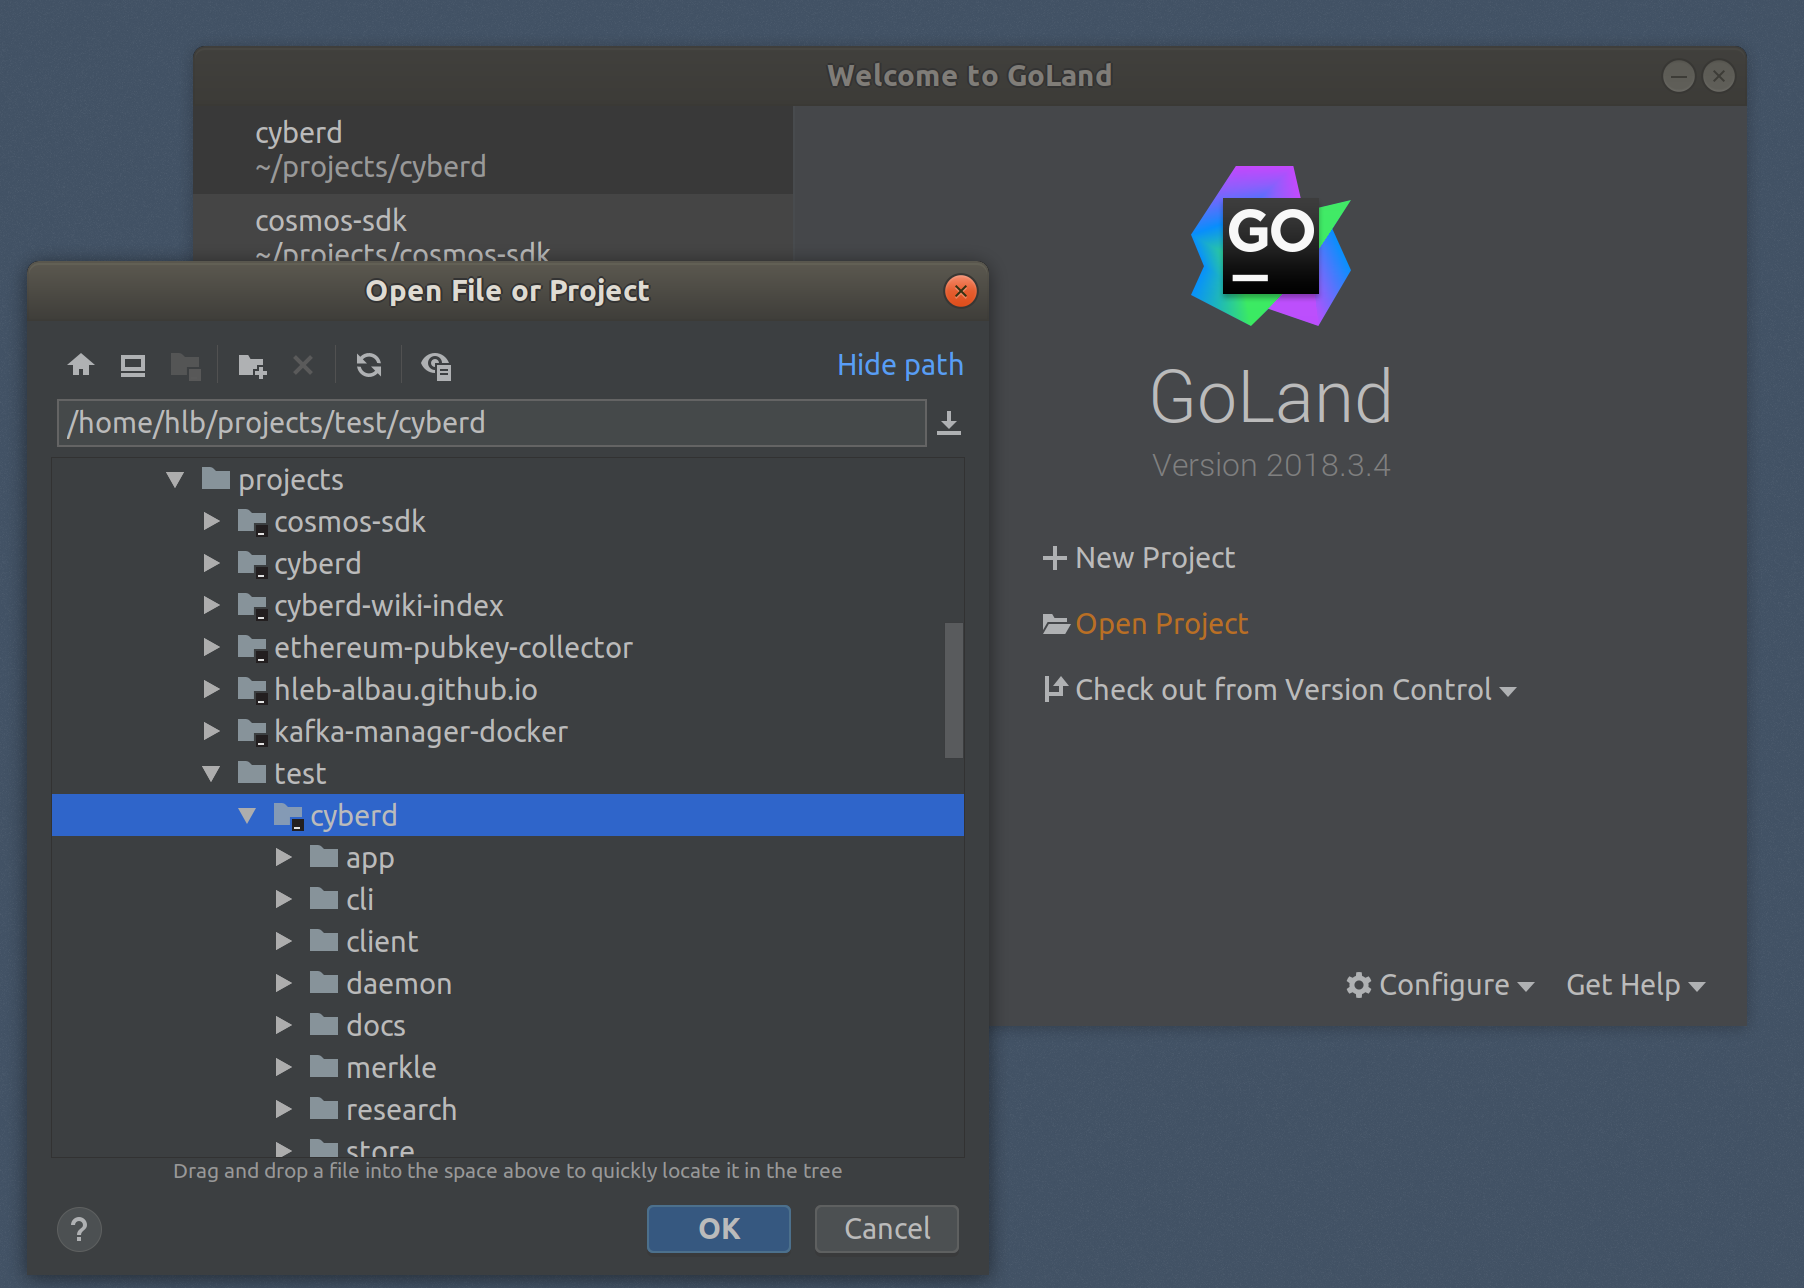 Welcome to GoLand
cyberd
~/projects/cyberd
cosmos-sdk
~/projects/cosmos-sdk
GO
GoLand
Version 2018.3.4
New Project
Open Project
Check out from Version Control
Configure
Get Help
Open File or Project
Hide path
/home/hlb/projects/test/cyberd
projects
cosmos-sdk
cyberd
cyberd-wiki-index
ethereum-pubkey-collector
hleb-albau.github.io
kafka-manager-docker
test
cyberd
app
cli
client
daemon
docs
merkle
research
store
Drag and drop a file into the space above to quickly locate it in the tree
?
OK
Cancel